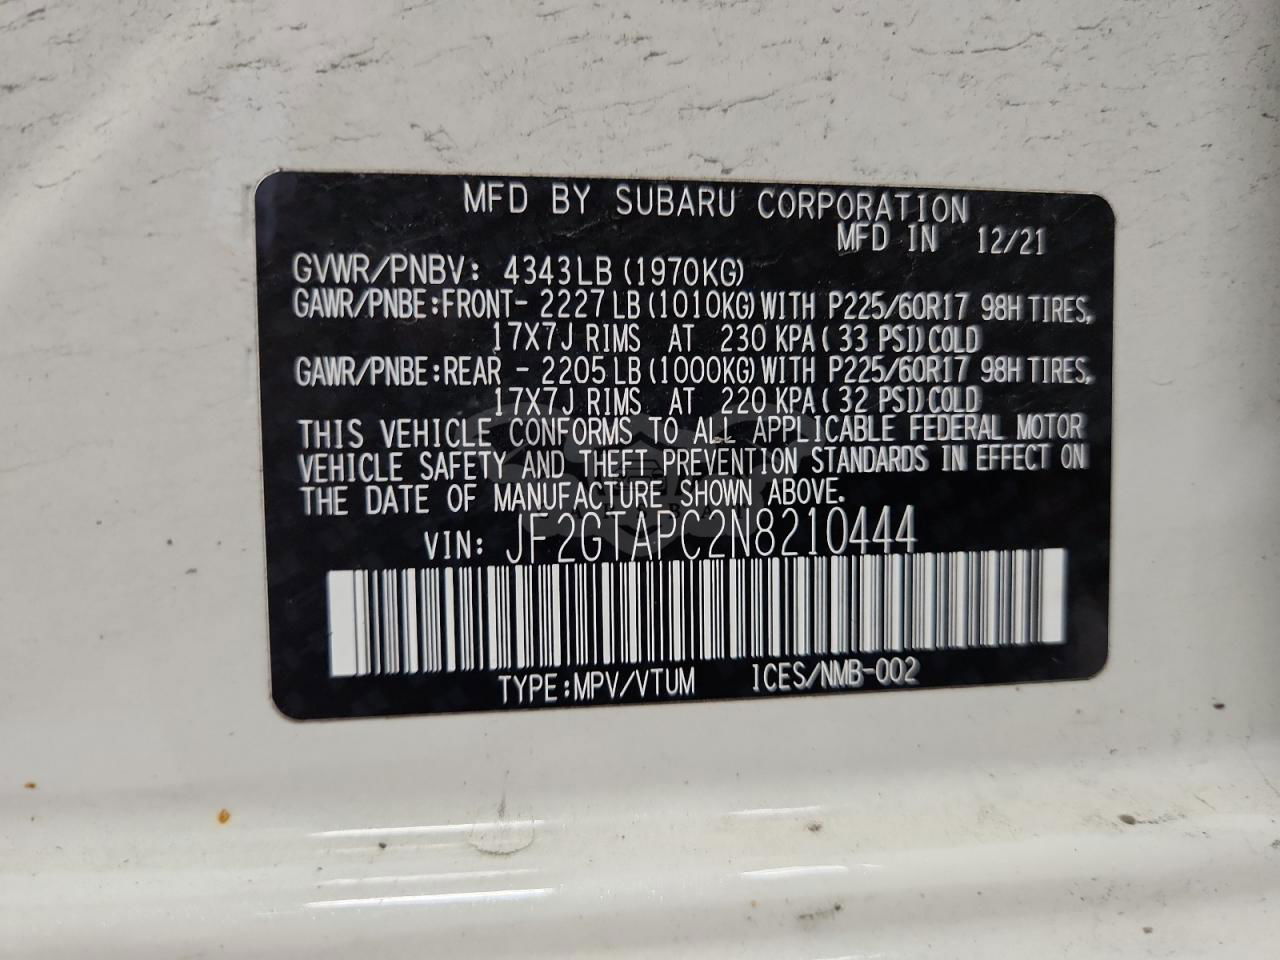 MFD BY SUBARU CORPORATION
MFD IN 12/21
GVWR/PNBV: 4343LB (1970KG)
GAWR/PNBE:FRONT- 2227 LB (1010KG) WITH P225/60R17 98H TIRES,
17X7J RIMS AT 230 KPA( 33 PSI) COLD
GAWR/PNBE:REAR - 2205 LB (1000KG) WITH P225/60R17 98H TIRES,
17X7J RIMS AT 220 KPA( 32 PSI) COLD
THIS VEHICLE CONFORMS TO ALL APPLICABLE FEDERAL MOTOR
VEHICLE SAFETY AND THEFT PREVENTION STANDARDS IN EFFECT ON
THE DATE OF MANUFACTURE SHOWN ABOVE.
VIN: JF2GTAPC2N8210444
TYPE:MPV/VTUM ICES/NMB-002